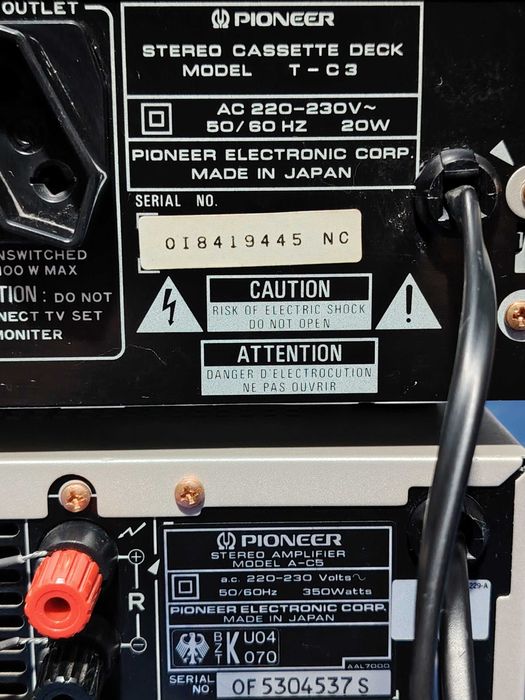 OUTLET
NSWITCHED
100 W MAX
TION : DO NOT
NECT TV SET
MONITER
PIONEER
STEREO CASSETTE DECK
MODEL T-C3
AC 220-230V~
50/60 HZ 20W
PIONEER ELECTRONIC CORP.
MADE IN JAPAN
SERIAL NO.
OI8419445 NC
CAUTION
RISK OF ELECTRIC SHOCK
DO NOT OPEN
ATTENTION
DANGER D'ELECTROCUTION
NE PAS OUVRIR
R
PIONEER
STEREO AMPLIFIER
MODEL A-C5
a.c. 220-230 Volts~
50/60Hz 350Watts
PIONEER ELECTRONIC CORP.
MADE IN JAPAN
BZT K U04
070
AAL7000
SERIAL
NO. OF5304537S
229-A